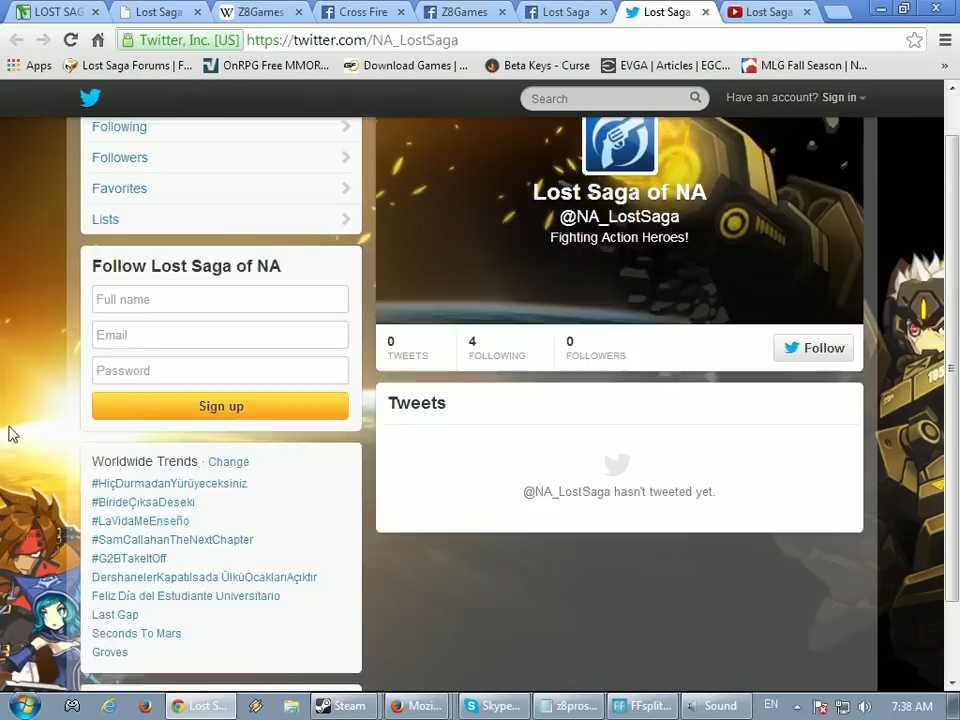 LOST SAG
Lost Saga
Z8Games
Cross Fire
Z8Games
Lost Saga
Lost Saga
Lost Saga
Twitter, Inc. [US]
https://twitter.com/NA_LostSaga
Apps
Lost Saga Forums | F...
OnRPG Free MMOR...
Download Games | ...
Beta Keys - Curse
EVGA | Articles | EGC...
MLG Fall Season | N...
»
Search
Have an account? Sign in
Following
Followers
Favorites
Lists
Follow Lost Saga of NA
Full name
Email
Password
Sign up
Worldwide Trends · Change
#HiçDurmadanYürüyeceksiniz
#BirideÇıksaDeseki
#LaVidaMeEnseño
#SamCallahanTheNextChapter
#G2BTakeItOff
DershanelerKapatılsada ÜlküOcaklarıAçıktır
Feliz Día del Estudiante Universitario
Last Gap
Seconds To Mars
Groves
Lost Saga of NA
@NA_LostSaga
Fighting Action Heroes!
0
TWEETS
4
FOLLOWING
0
FOLLOWERS
Follow
Tweets
@NA_LostSaga hasn't tweeted yet.
105
Lost S...
Steam
Mozi...
Skype...
z8pros...
FFsplit...
Sound
EN
7:38 AM